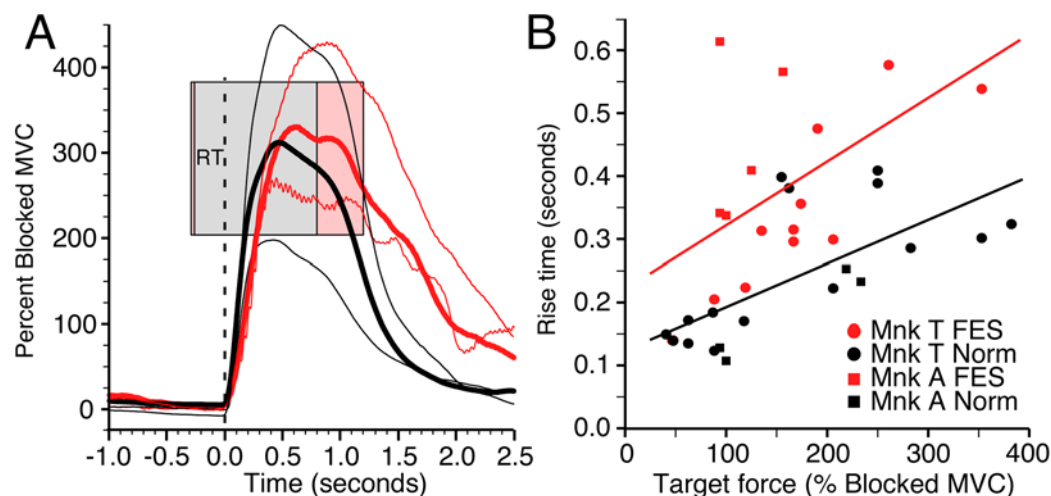 A
Percent Blocked MVC
400
300
200
100
0
RT
-1.0
0.0
0.5
1.0
1.5
2.0
2.5
Time (seconds)
B
Rise time (seconds)
0.6
0.5
0.4
0.3
0.2
0.1
0.0
Mnk T FES
Mnk T Norm
Mnk A FES
Mnk A Norm
0
100
200
300
400
Target force (% Blocked MVC)